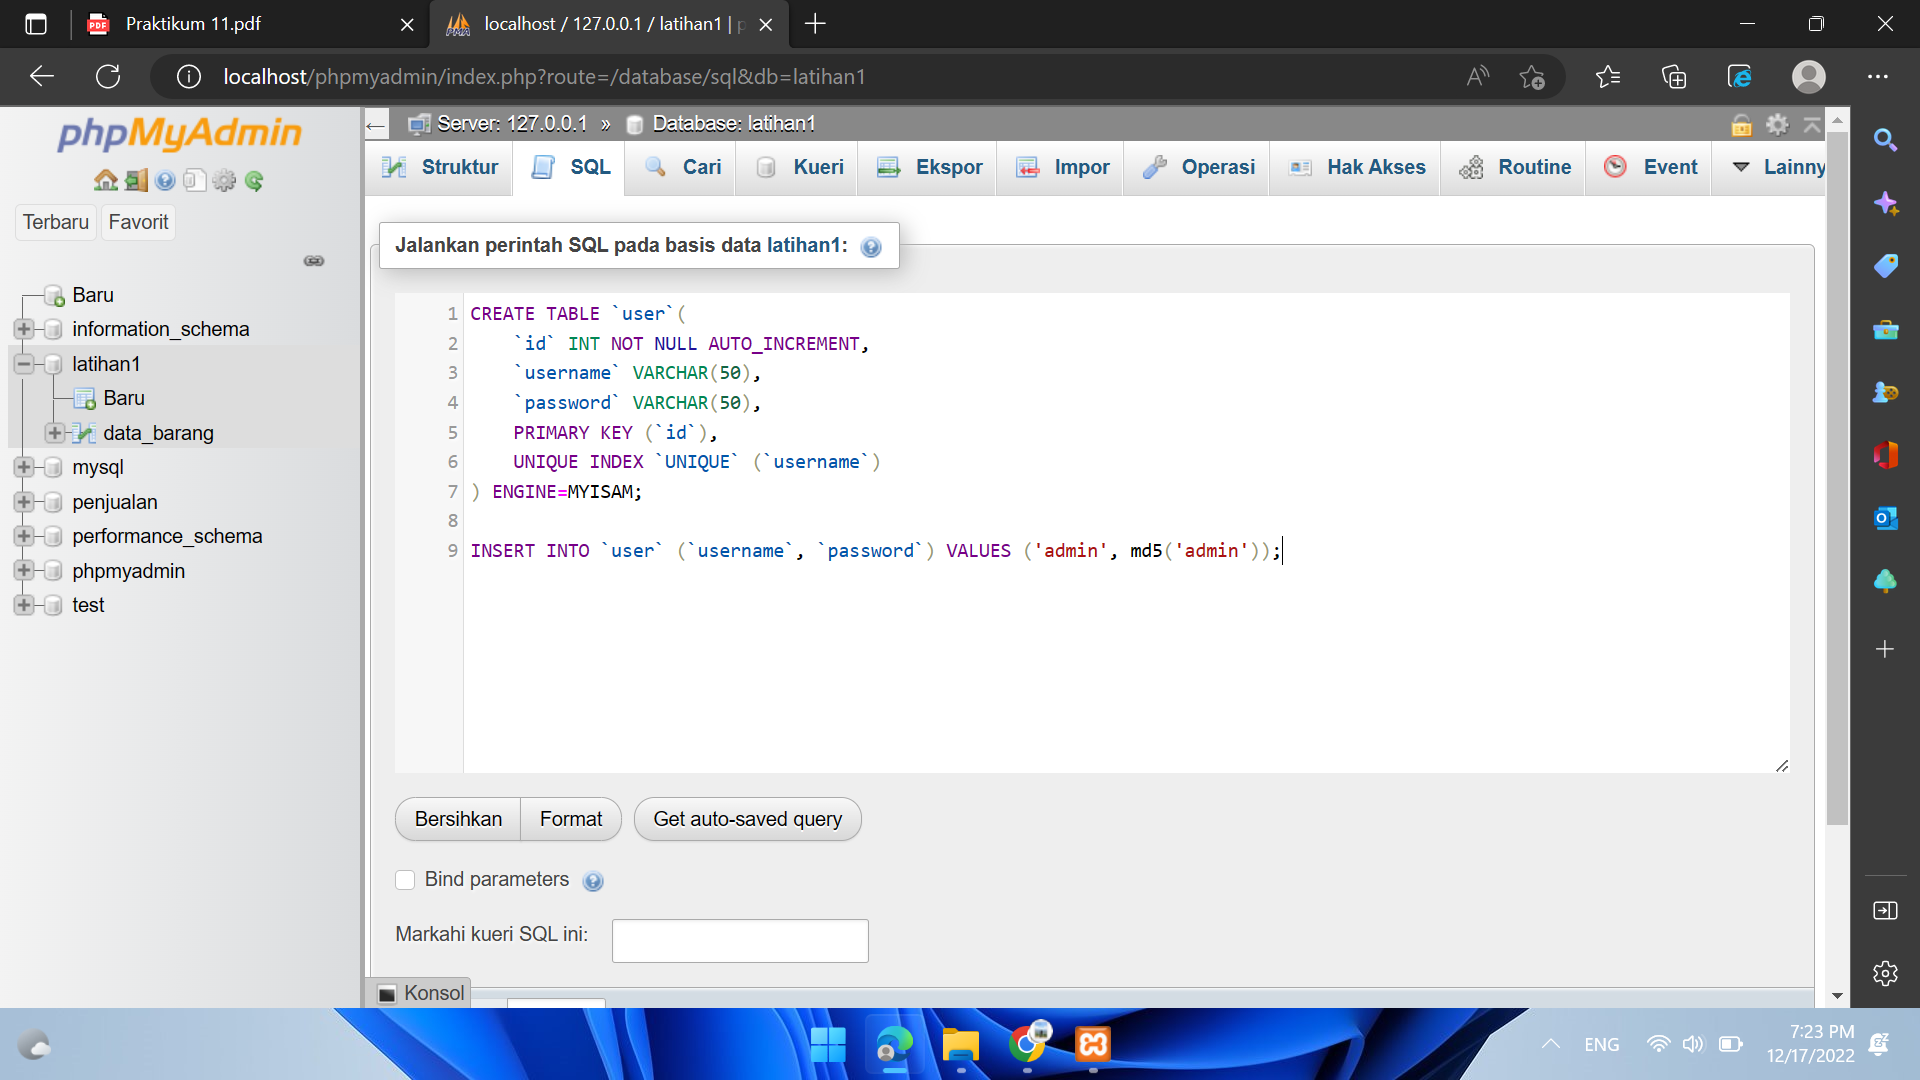 Praktikum 11.pdf
localhost / 127.0.0.1 / latihan1 | p
localhost/phpmyadmin/index.php?route=/database/sql&db=latihan1
phpMyAdmin
Terbaru
Favorit
Baru
information_schema
latihan1
Baru
data_barang
mysql
penjualan
performance_schema
phpmyadmin
test
Server: 127.0.0.1 » Database: latihan1
Struktur
SQL
Cari
Kueri
Ekspor
Impor
Operasi
Hak Akses
Routine
Event
Lainny
Jalankan perintah SQL pada basis data latihan1:
1 CREATE TABLE `user`(
2 `id` INT NOT NULL AUTO_INCREMENT,
3 `username` VARCHAR(50),
4 `password` VARCHAR(50),
5 PRIMARY KEY (`id`),
6 UNIQUE INDEX `UNIQUE` (`username`)
7 ) ENGINE=MYISAM;
8
9 INSERT INTO `user` (`username`, `password`) VALUES ('admin', md5('admin'));
Bersihkan
Format
Get auto-saved query
Bind parameters
Markahi kueri SQL ini:
Konsol
ENG
7:23 PM
12/17/2022